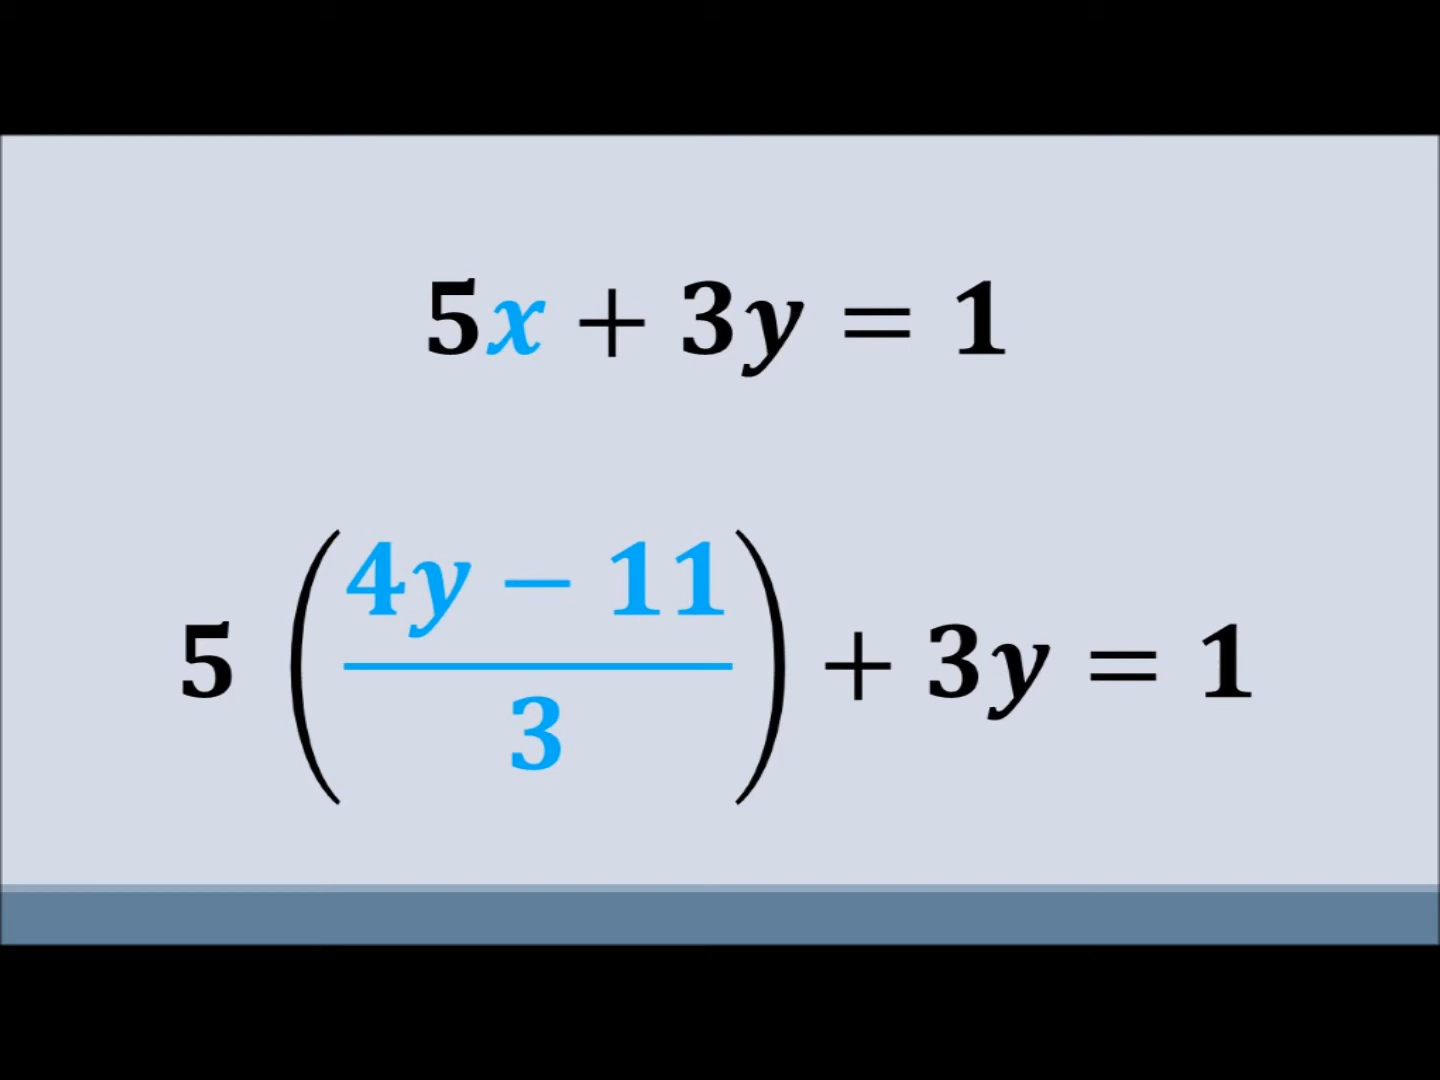 5x + 3y = 1
5 (4y − 11 / 3) + 3y = 1